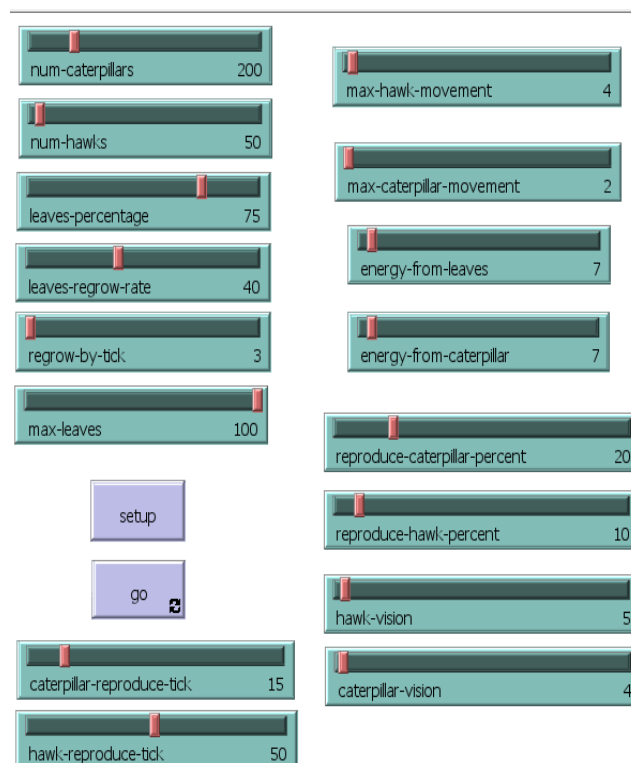 num-caterpillars 200
num-hawks 50
leaves-percentage 75
leaves-regrow-rate 40
regrow-by-tick 3
max-leaves 100
setup
go
caterpillar-reproduce-tick 15
hawk-reproduce-tick 50
max-hawk-movement 4
max-caterpillar-movement 2
energy-from-leaves 7
energy-from-caterpillar 7
reproduce-caterpillar-percent 20
reproduce-hawk-percent 10
hawk-vision 5
caterpillar-vision 4